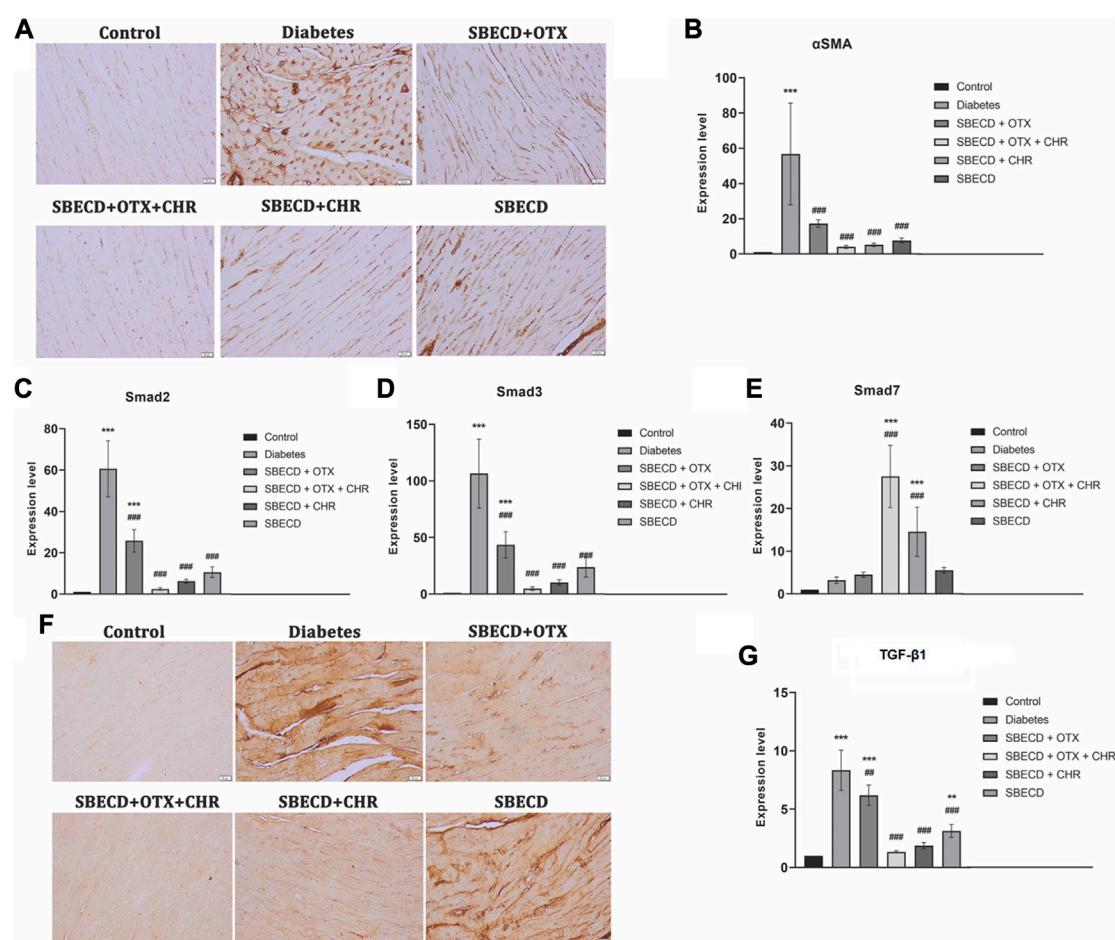 A
Control
Diabetes
SBECD+OTX
SBECD+OTX+CHR
SBECD+CHR
SBECD
B
αSMA
Expression level
100
80
60
40
20
0
***
###
###
###
###
Control
Diabetes
SBECD + OTX
SBECD + OTX + CHR
SBECD + CHR
SBECD
C
Smad2
Expression level
80
60
40
20
0
***
***
###
###
###
###
Control
Diabetes
SBECD + OTX
SBECD + OTX + CHR
SBECD + CHR
SBECD
D
Smad3
Expression level
150
100
50
0
***
***
###
###
###
###
Control
Diabetes
SBECD + OTX
SBECD + OTX + CHI
SBECD + CHR
SBECD
E
Smad7
Expression level
40
30
20
10
0
***
###
***
###
Control
Diabetes
SBECD + OTX
SBECD + OTX + CHR
SBECD + CHR
SBECD
F
Control
Diabetes
SBECD+OTX
SBECD+OTX+CHR
SBECD+CHR
SBECD
G
TGF-β1
Expression level
15
10
5
0
***
***
##
###
###
**
###
Control
Diabetes
SBECD + OTX
SBECD + OTX + CHR
SBECD + CHR
SBECD